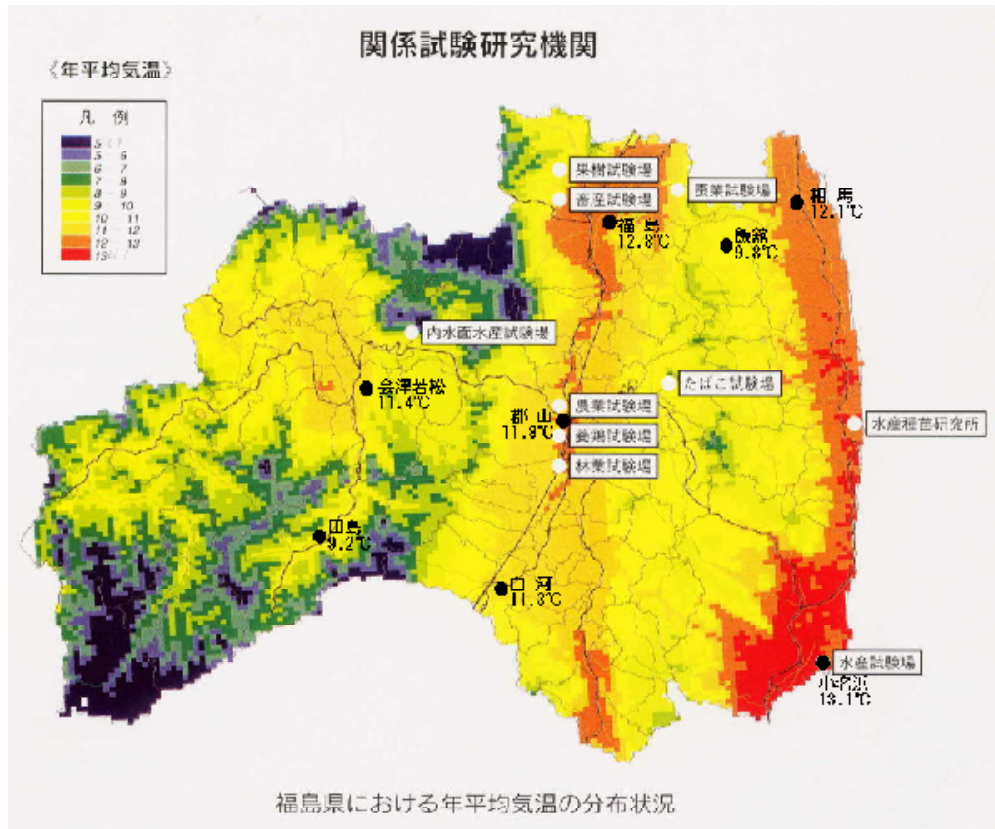 関係試験研究機関
《年平均気温》
凡 例
5
5 6
6 7
7 8
8 9
9 10
10 11
11 12
12 13
13
果樹試験場
畜産試験場
蚕業試験場
福 島
12.8℃
相 馬
12.1℃
飯舘
9.8℃
内水面水産試験場
会津若松
11.4℃
たばこ試験場
農業試験場
郡 山
養鶏試験場
林業試験場
水産種苗研究所
田島
9.2℃
白 河
水産試験場
小名浜
13.1℃
福島県における年平均気温の分布状況